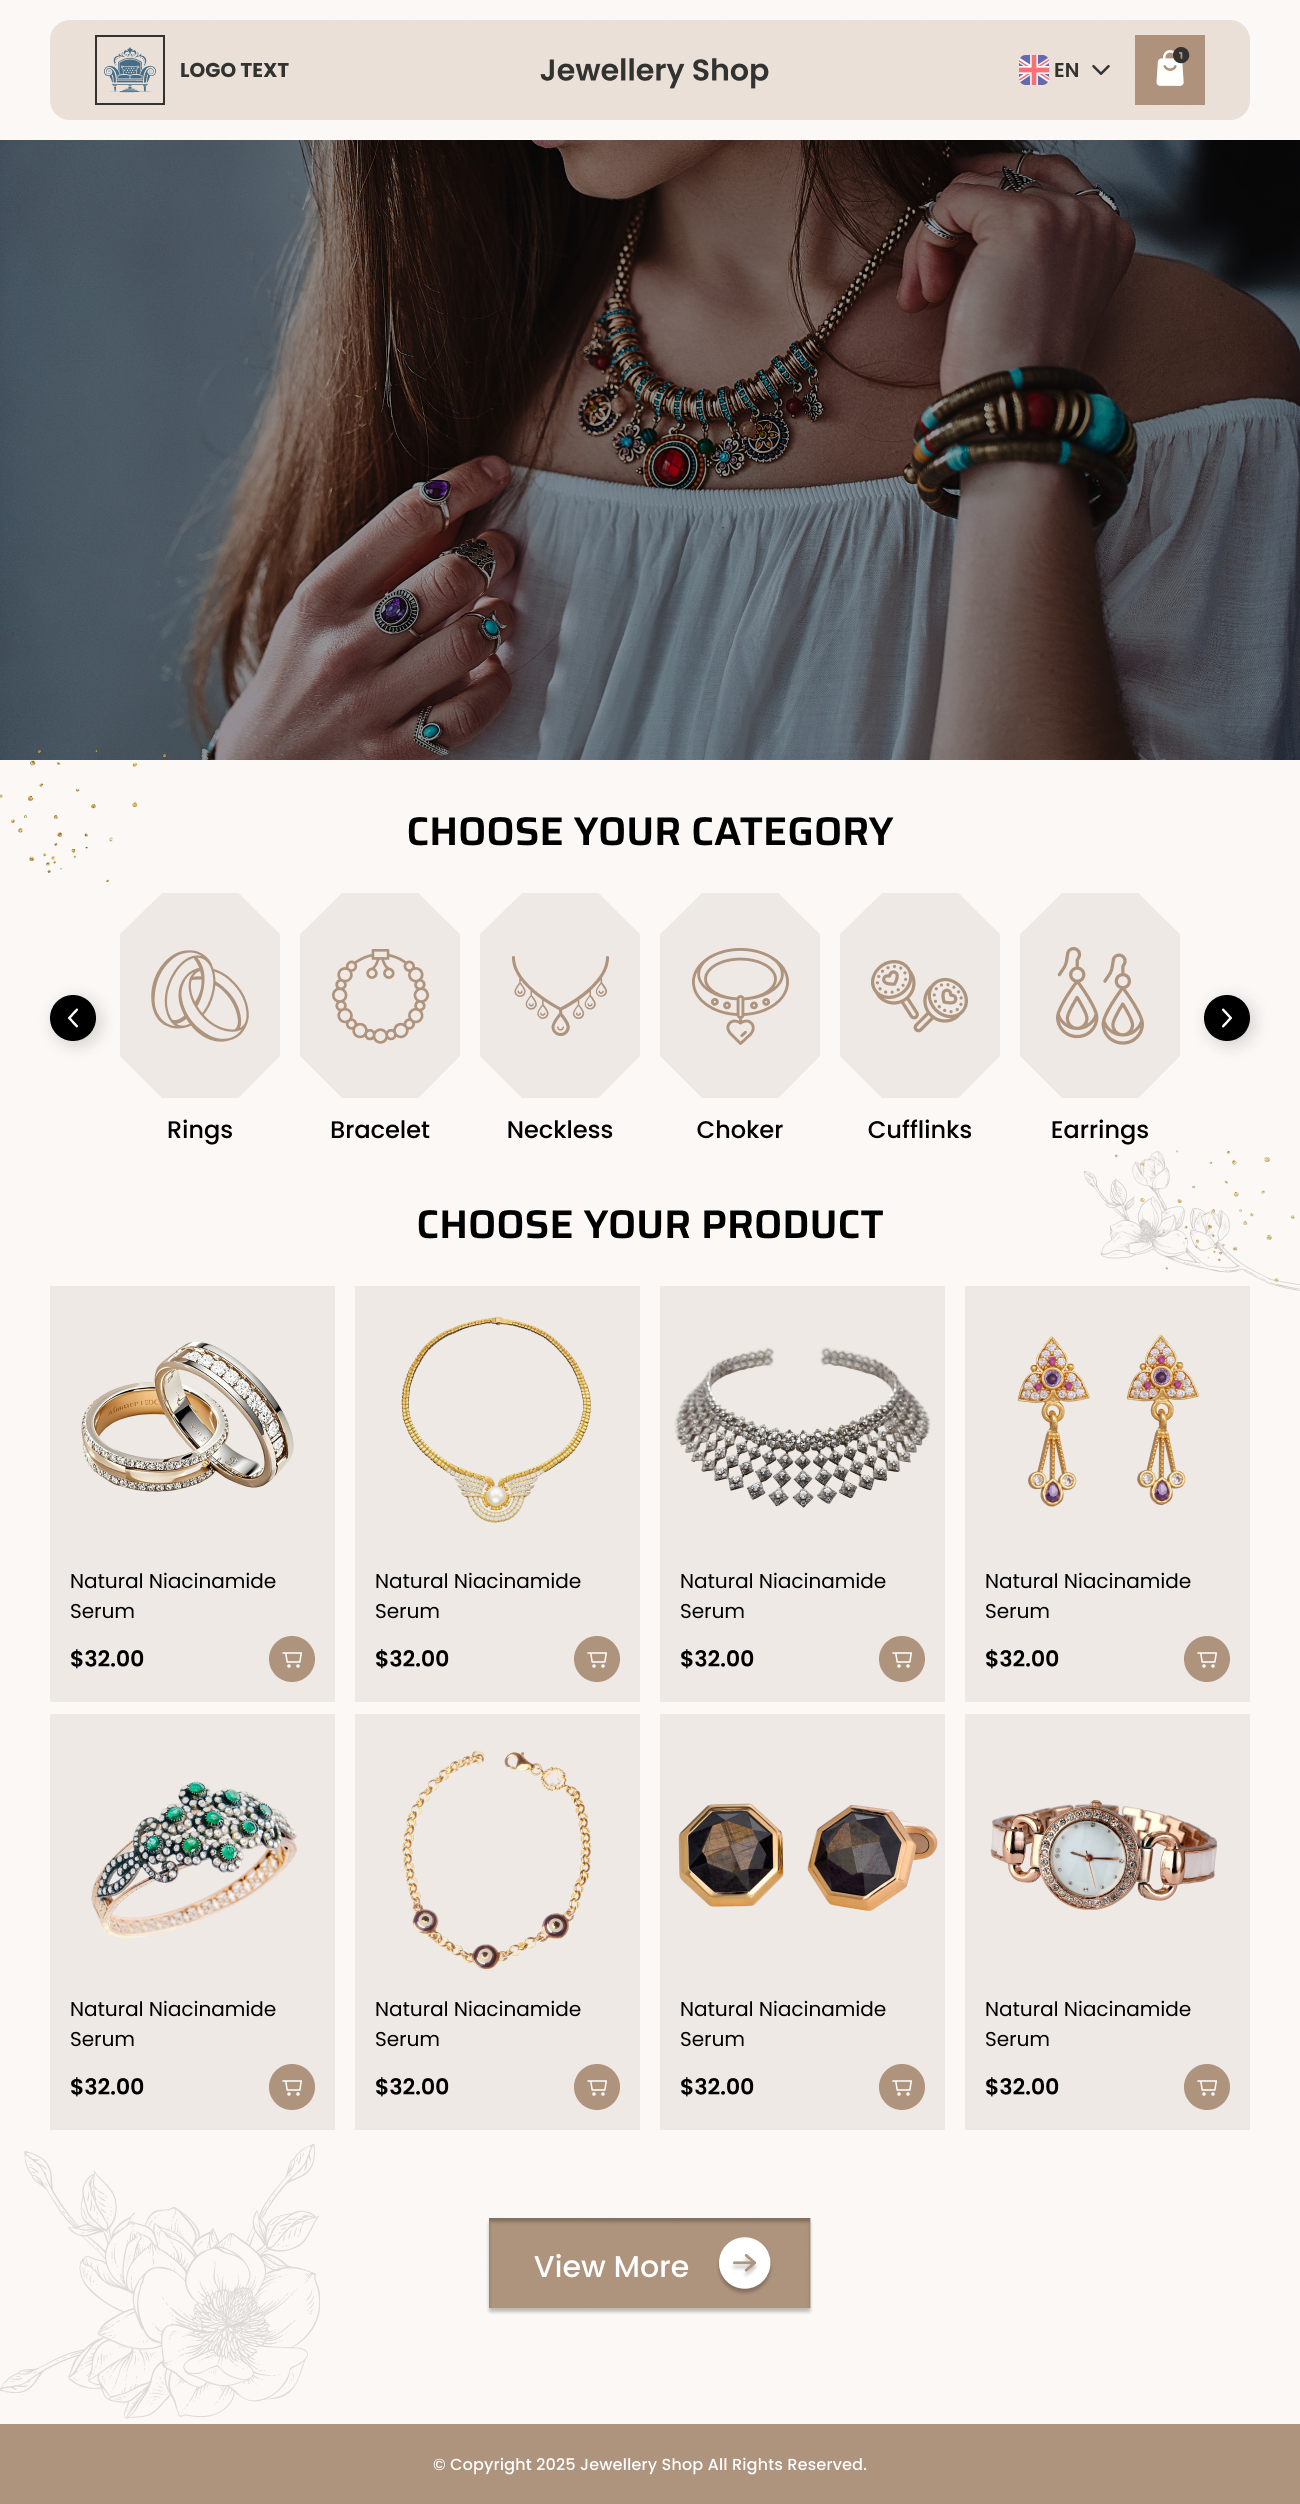 LOGO TEXT
Jewellery Shop
EN
1
CHOOSE YOUR CATEGORY
Rings
Bracelet
Neckless
Choker
Cufflinks
Earrings
CHOOSE YOUR PRODUCT
Natural Niacinamide
Serum
$32.00
Natural Niacinamide
Serum
$32.00
Natural Niacinamide
Serum
$32.00
Natural Niacinamide
Serum
$32.00
Natural Niacinamide
Serum
$32.00
Natural Niacinamide
Serum
$32.00
Natural Niacinamide
Serum
$32.00
Natural Niacinamide
Serum
$32.00
View More
© Copyright 2025 Jewellery Shop All Rights Reserved.